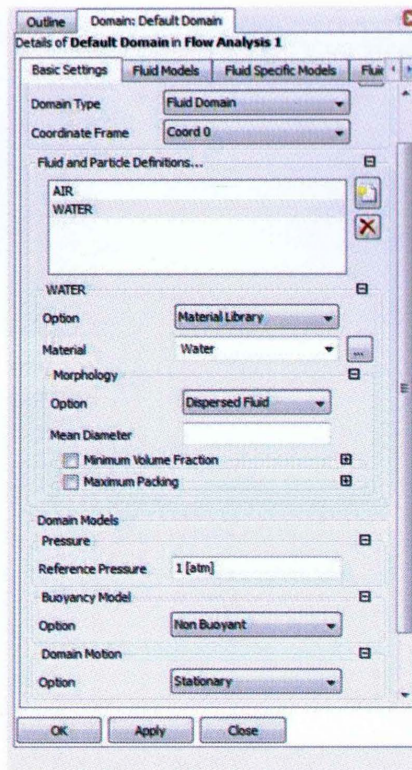 Outline Domain: Default Domain
Details of Default Domain in Flow Analysis 1
Basic Settings Fluid Models Fluid Specific Models Fluid
Domain Type Fluid Domain
Coordinate Frame Coord 0
Fluid and Particle Definitions...
AIR
WATER
WATER
Option Material Library
Material Water ...
Morphology
Option Dispersed Fluid
Mean Diameter
Minimum Volume Fraction
Maximum Packing
Domain Models
Pressure
Reference Pressure 1 [atm]
Buoyancy Model
Option Non Buoyant
Domain Motion
Option Stationary
OK Apply Close